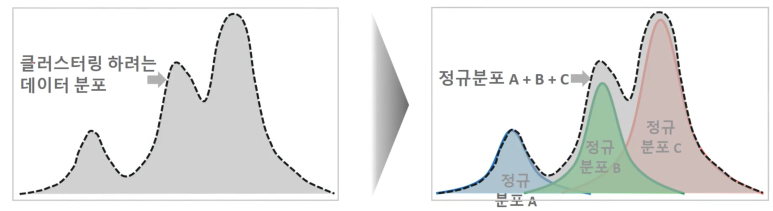 클러스터링 하려는
데이터 분포
정규분포 A + B + C
정규
분포 A
정규
분포 B
정규
분포 C